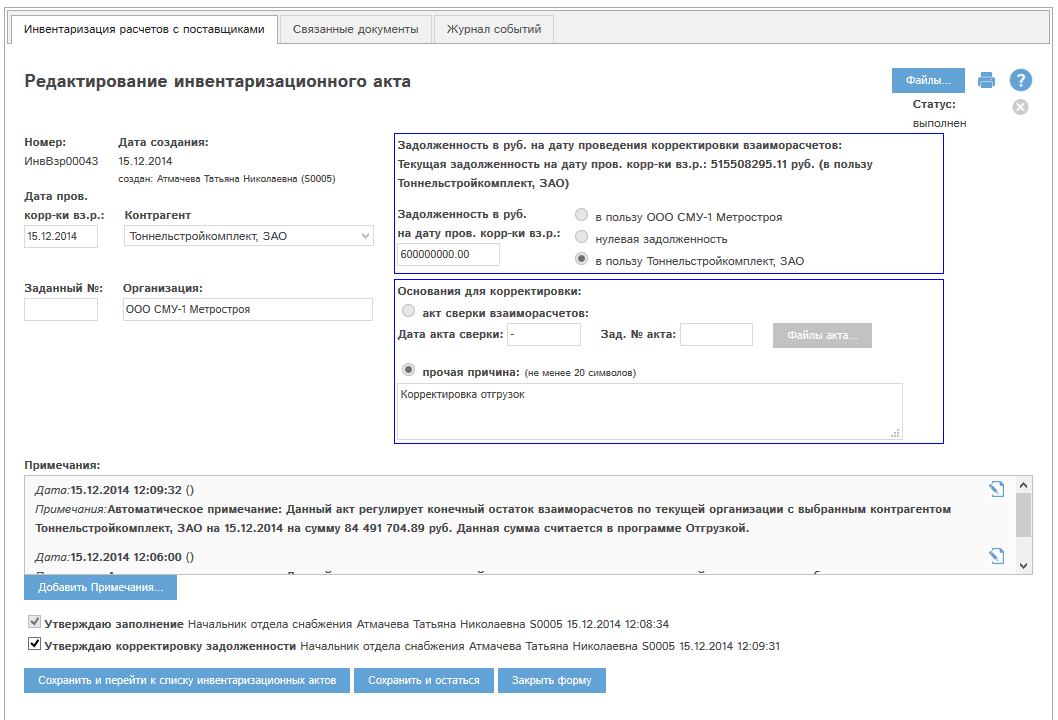 Инвентаризация расчетов с поставщиками
Связанные документы
Журнал событий
Редактирование инвентаризационного акта
Файлы...
?
Статус:
выполнен
Номер:
Дата создания:
ИнвВзр00043
15.12.2014
создан: Атмачева Татьяна Николаевна (S0005)
Дата пров.
корр-ки вз.р.:
Контрагент
15.12.2014
Тоннельстройкомплект, ЗАО
Заданный №:
Организация:
ООО СМУ-1 Метрострoя
Задолженность в руб. на дату проведения корректировки взаиморасчетов:
Текущая задолженность на дату пров. корр-ки вз.р.: 515508295.11 руб. (в пользу
Тоннельстройкомплект, ЗАО)
Задолженность в руб.
на дату пров. корр-ки вз.р.:
600000000.00
в пользу ООО СМУ-1 Метростроя
нулевая задолженность
в пользу Тоннельстройкомплект, ЗАО
Основания для корректировки:
акт сверки взаиморасчетов:
Дата акта сверки: -
Зад. № акта:
Файлы акта...
прочая причина: (не менее 20 символов)
Корректировка отгрузок
Примечания:
Дата:15.12.2014 12:09:32 ()
Примечания:Автоматическое примечание: Данный акт регулирует конечный остаток взаиморасчетов по текущей организации с выбранным контрагентом
Тоннельстройкомплект, ЗАО на 15.12.2014 на сумму 84 491 704.89 руб. Данная сумма считается в программе Отгрузкой.
Дата:15.12.2014 12:06:00 ()
Добавить Примечания...
Утверждаю заполнение Начальник отдела снабжения Атмачева Татьяна Николаевна S0005 15.12.2014 12:08:34
Утверждаю корректировку задолженности Начальник отдела снабжения Атмачева Татьяна Николаевна S0005 15.12.2014 12:09:31
Сохранить и перейти к списку инвентаризационных актов
Сохранить и остаться
Закрыть форму